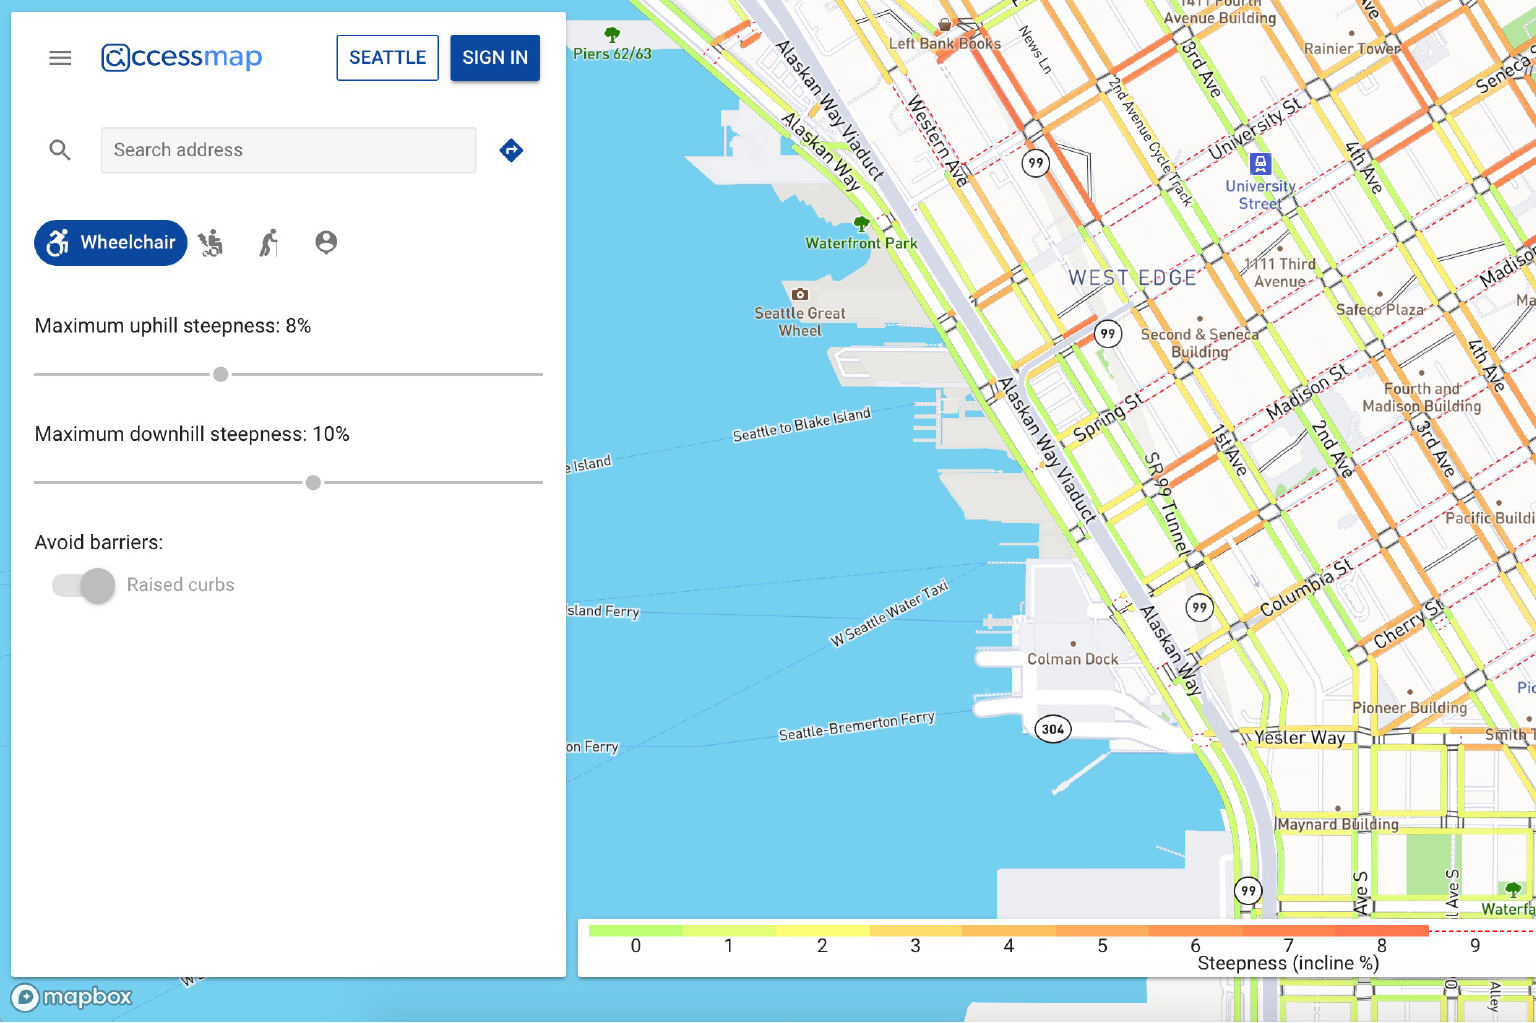 accessmap
SEATTLE
SIGN IN
Search address
Wheelchair
Maximum uphill steepness: 8%
Maximum downhill steepness: 10%
Avoid barriers:
Raised curbs
mapbox
Piers 62/63
Left Bank Books
News Ln
Avenue Building
Rainier Tower
Ave
Seneca S
3rd Ave
Alaskan Way Viaduct
Alaskan Way
Western Ave
2nd Avenue Cycle Track
University St
4th Ave
99
University
Street
Waterfront Park
WEST EDGE
1111 Third
Avenue
Madison
Seattle Great
Wheel
Safeco Plaza
Ma
99
Second & Seneca
Building
4th Ave
Fourth and
Madison Building
Madison St
Spring St
Alaskan Way Viaduct
Seattle to Blake Island
e Island
1st Ave
2nd Ave
3rd Ave
SR 99 Tunnel
Pacific Buildi
Columbia St
Cherry St
99
island Ferry
W Seattle Water Taxi
Alaskan Way
Colman Dock
Pio
Pioneer Building
304
Seattle-Bremerton Ferry
on Ferry
Yesler Way
Smith T
Maynard Building
99
Ave S
l Ave S
Waterfa
0 1 2 3 4 5 6 7 8 9
Steepness (incline %)
W S
Alley